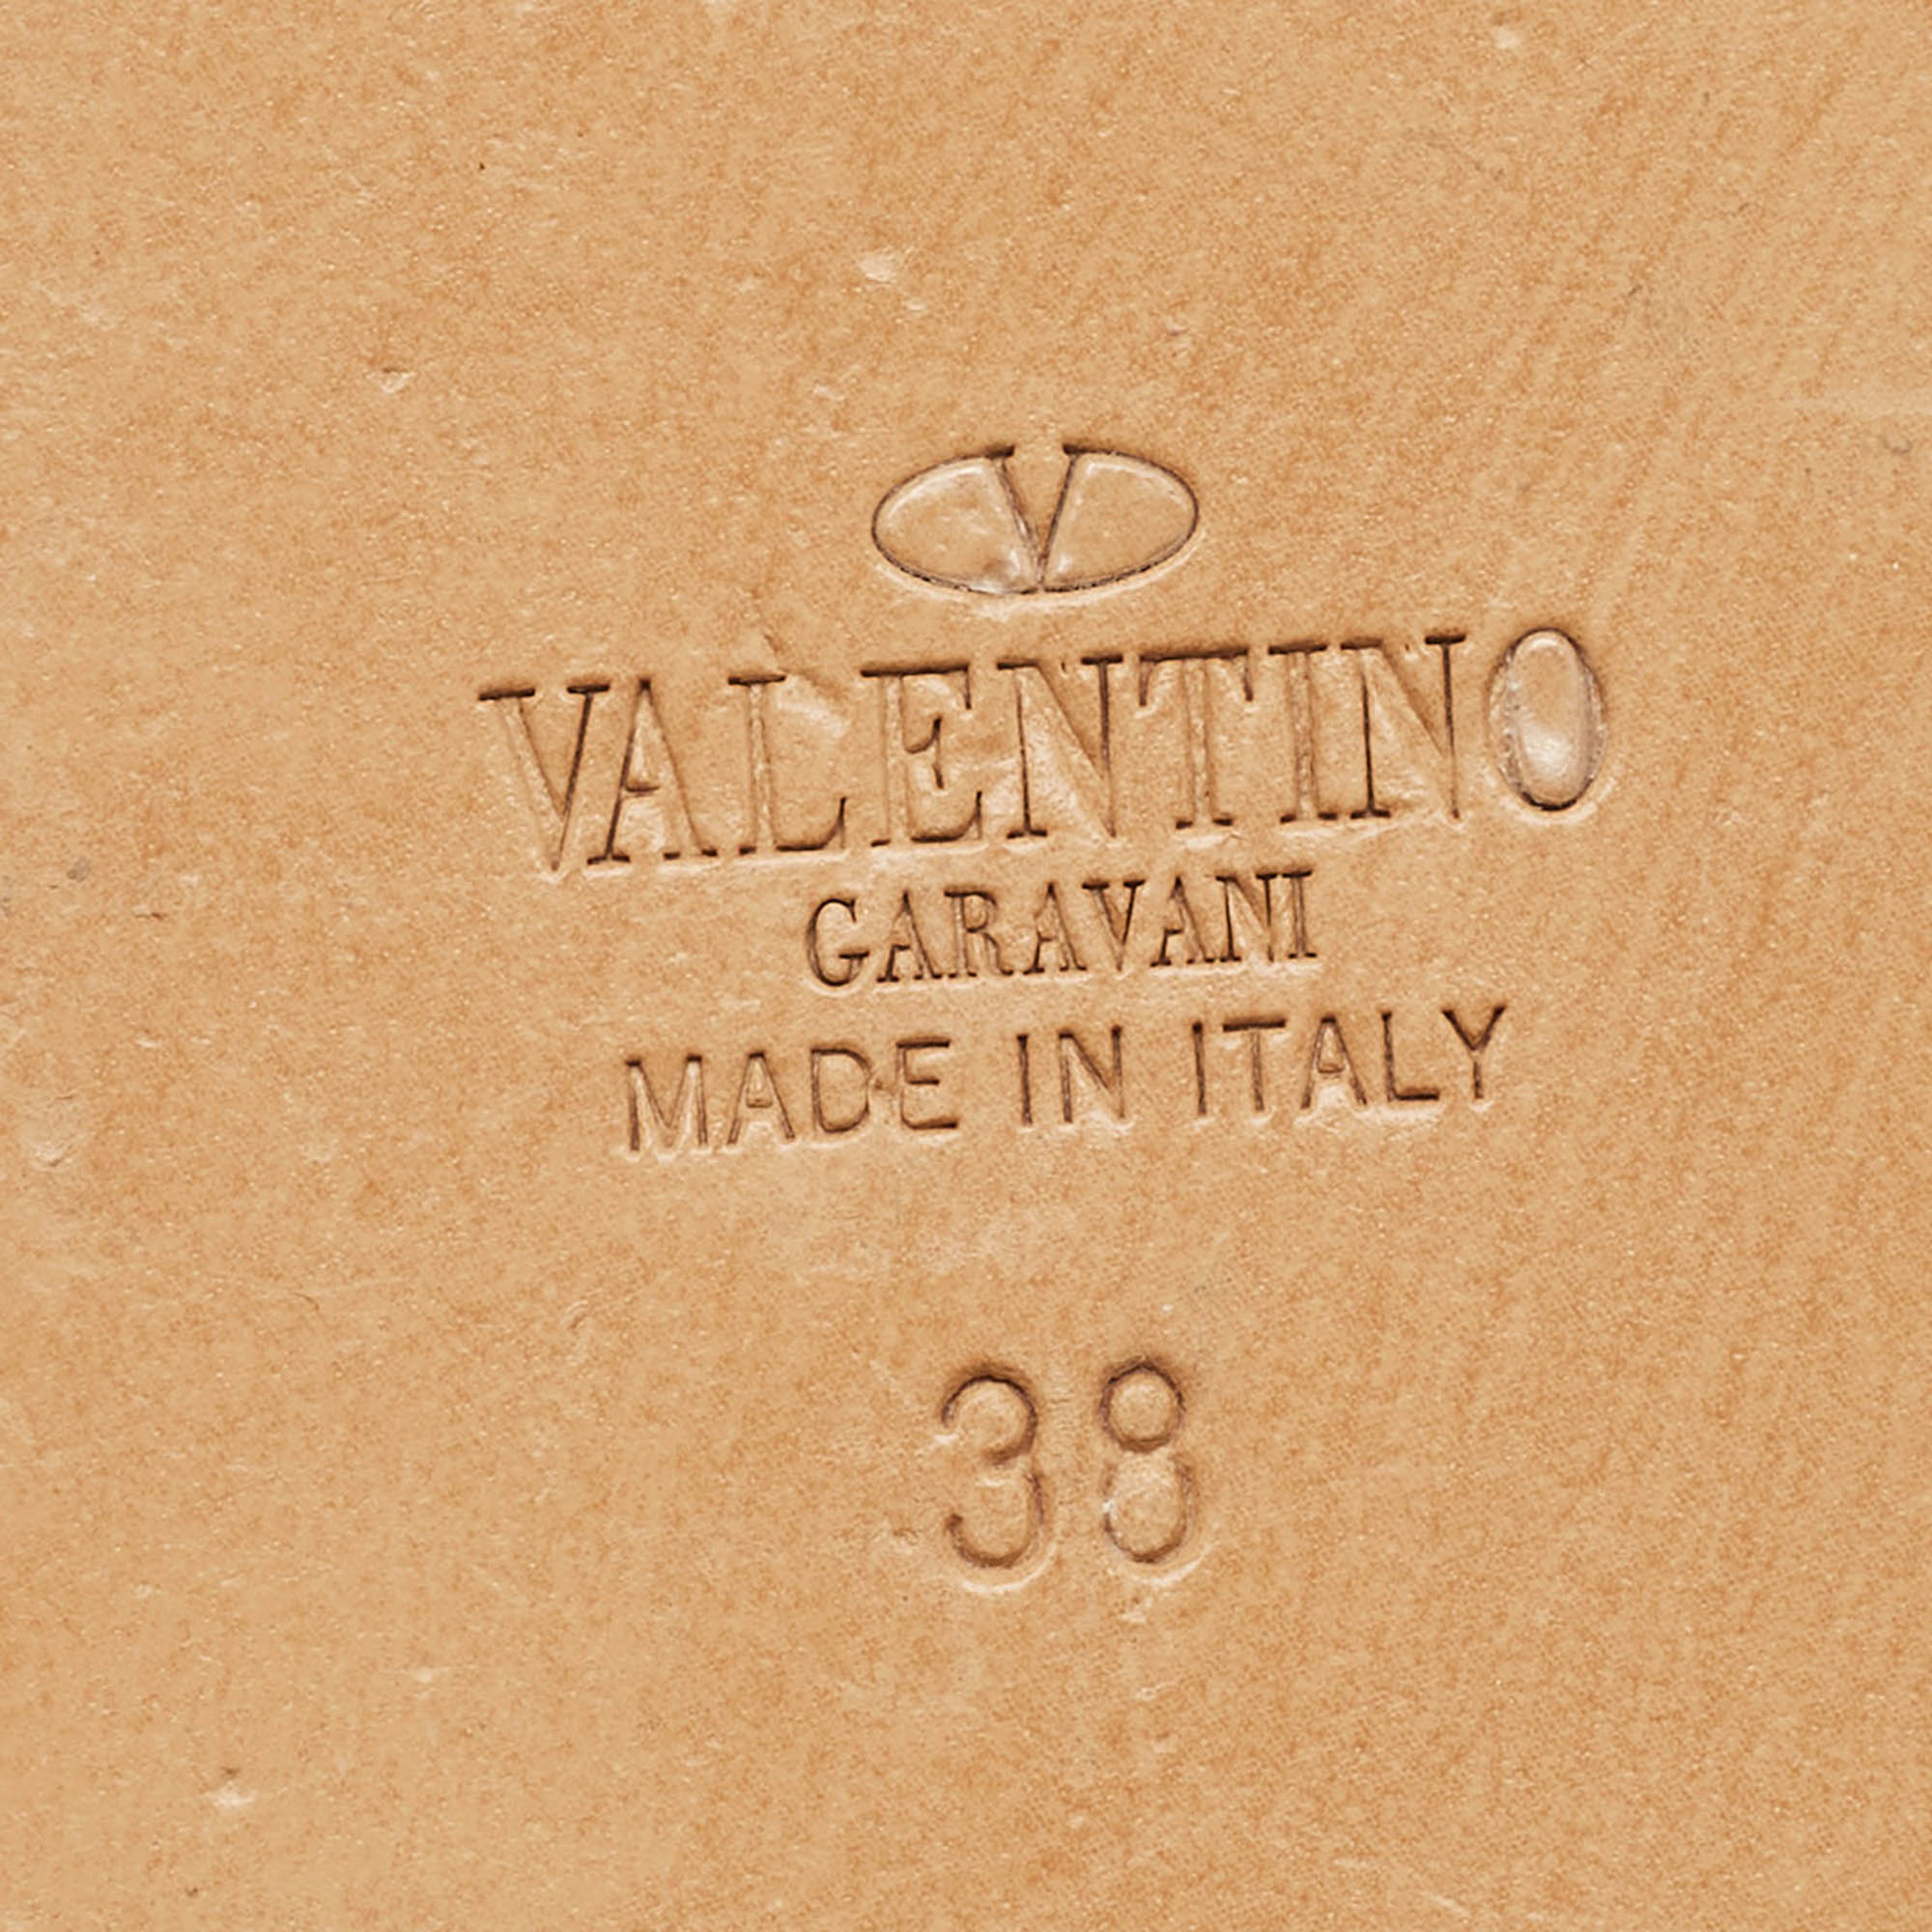 V
VALENTINO
GARAVANI
MADE IN ITALY
38